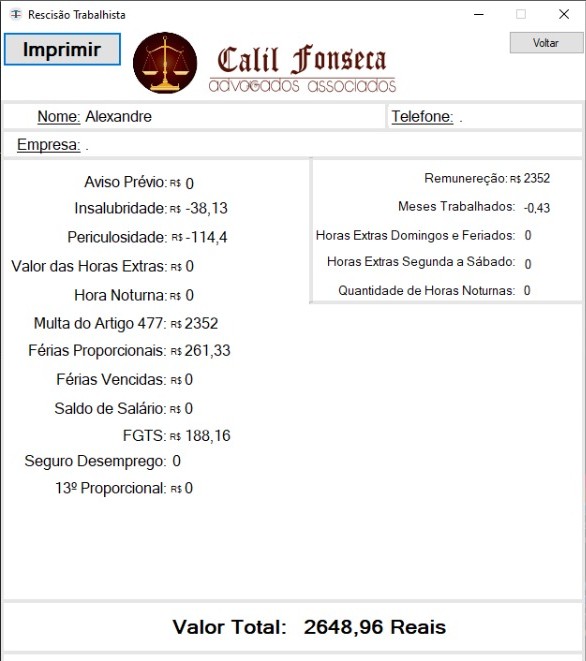 Rescisão Trabalhista
Imprimir
Calil Fonseca
advogados associados
Voltar
Nome: Alexandre
Telefone: .
Empresa: .
Aviso Prévio: R$ 0
Insalubridade: R$ -38,13
Periculosidade: R$ -114,4
Valor das Horas Extras: R$ 0
Hora Noturna: R$ 0
Multa do Artigo 477: R$ 2352
Férias Proporcionais: R$ 261,33
Férias Vencidas: R$ 0
Saldo de Salário: R$ 0
FGTS: R$ 188,16
Seguro Desemprego: 0
13º Proporcional: R$ 0
Remunereção: R$ 2352
Meses Trabalhados: -0,43
Horas Extras Domingos e Feriados: 0
Horas Extras Segunda a Sábado: 0
Quantidade de Horas Noturnas: 0
Valor Total: 2648,96 Reais